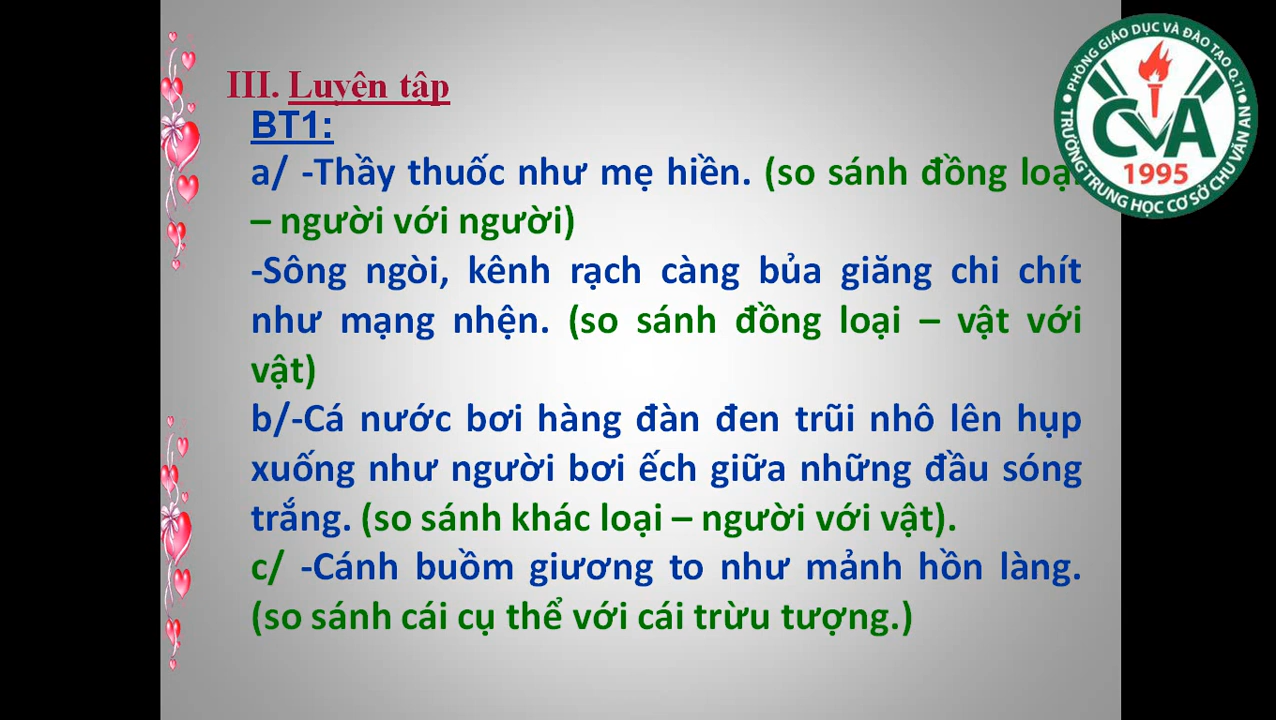 III. Luyện tập
BT1:
a/ -Thầy thuốc như mẹ hiền. (so sánh đồng loại
– người với người)
-Sông ngòi, kênh rạch càng bủa giăng chi chít
như mạng nhện. (so sánh đồng loại – vật với
vật)
b/-Cá nước bơi hàng đàn đen trũi nhô lên hụp
xuống như người bơi ếch giữa những đầu sóng
trắng. (so sánh khác loại – người với vật).
c/ -Cánh buồm giương to như mảnh hồn làng.
(so sánh cái cụ thể với cái trừu tượng.)
PHÒNG GIÁO DỤC VÀ ĐÀO TẠO Q.11
CVA
1995
TRƯỜNG TRUNG HỌC CƠ SỞ CHU VĂN AN